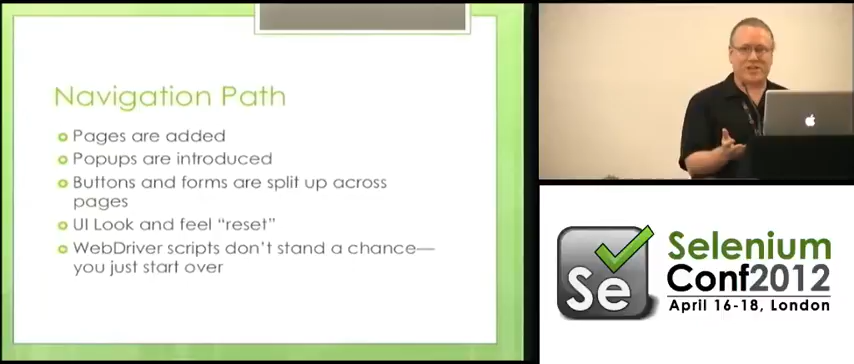 Navigation Path
Pages are added
Popups are introduced
Buttons and forms are split up across
pages
UI Look and feel “reset”
WebDriver scripts don’t stand a chance—
you just start over
Se
Selenium
Conf2012
April 16-18, London